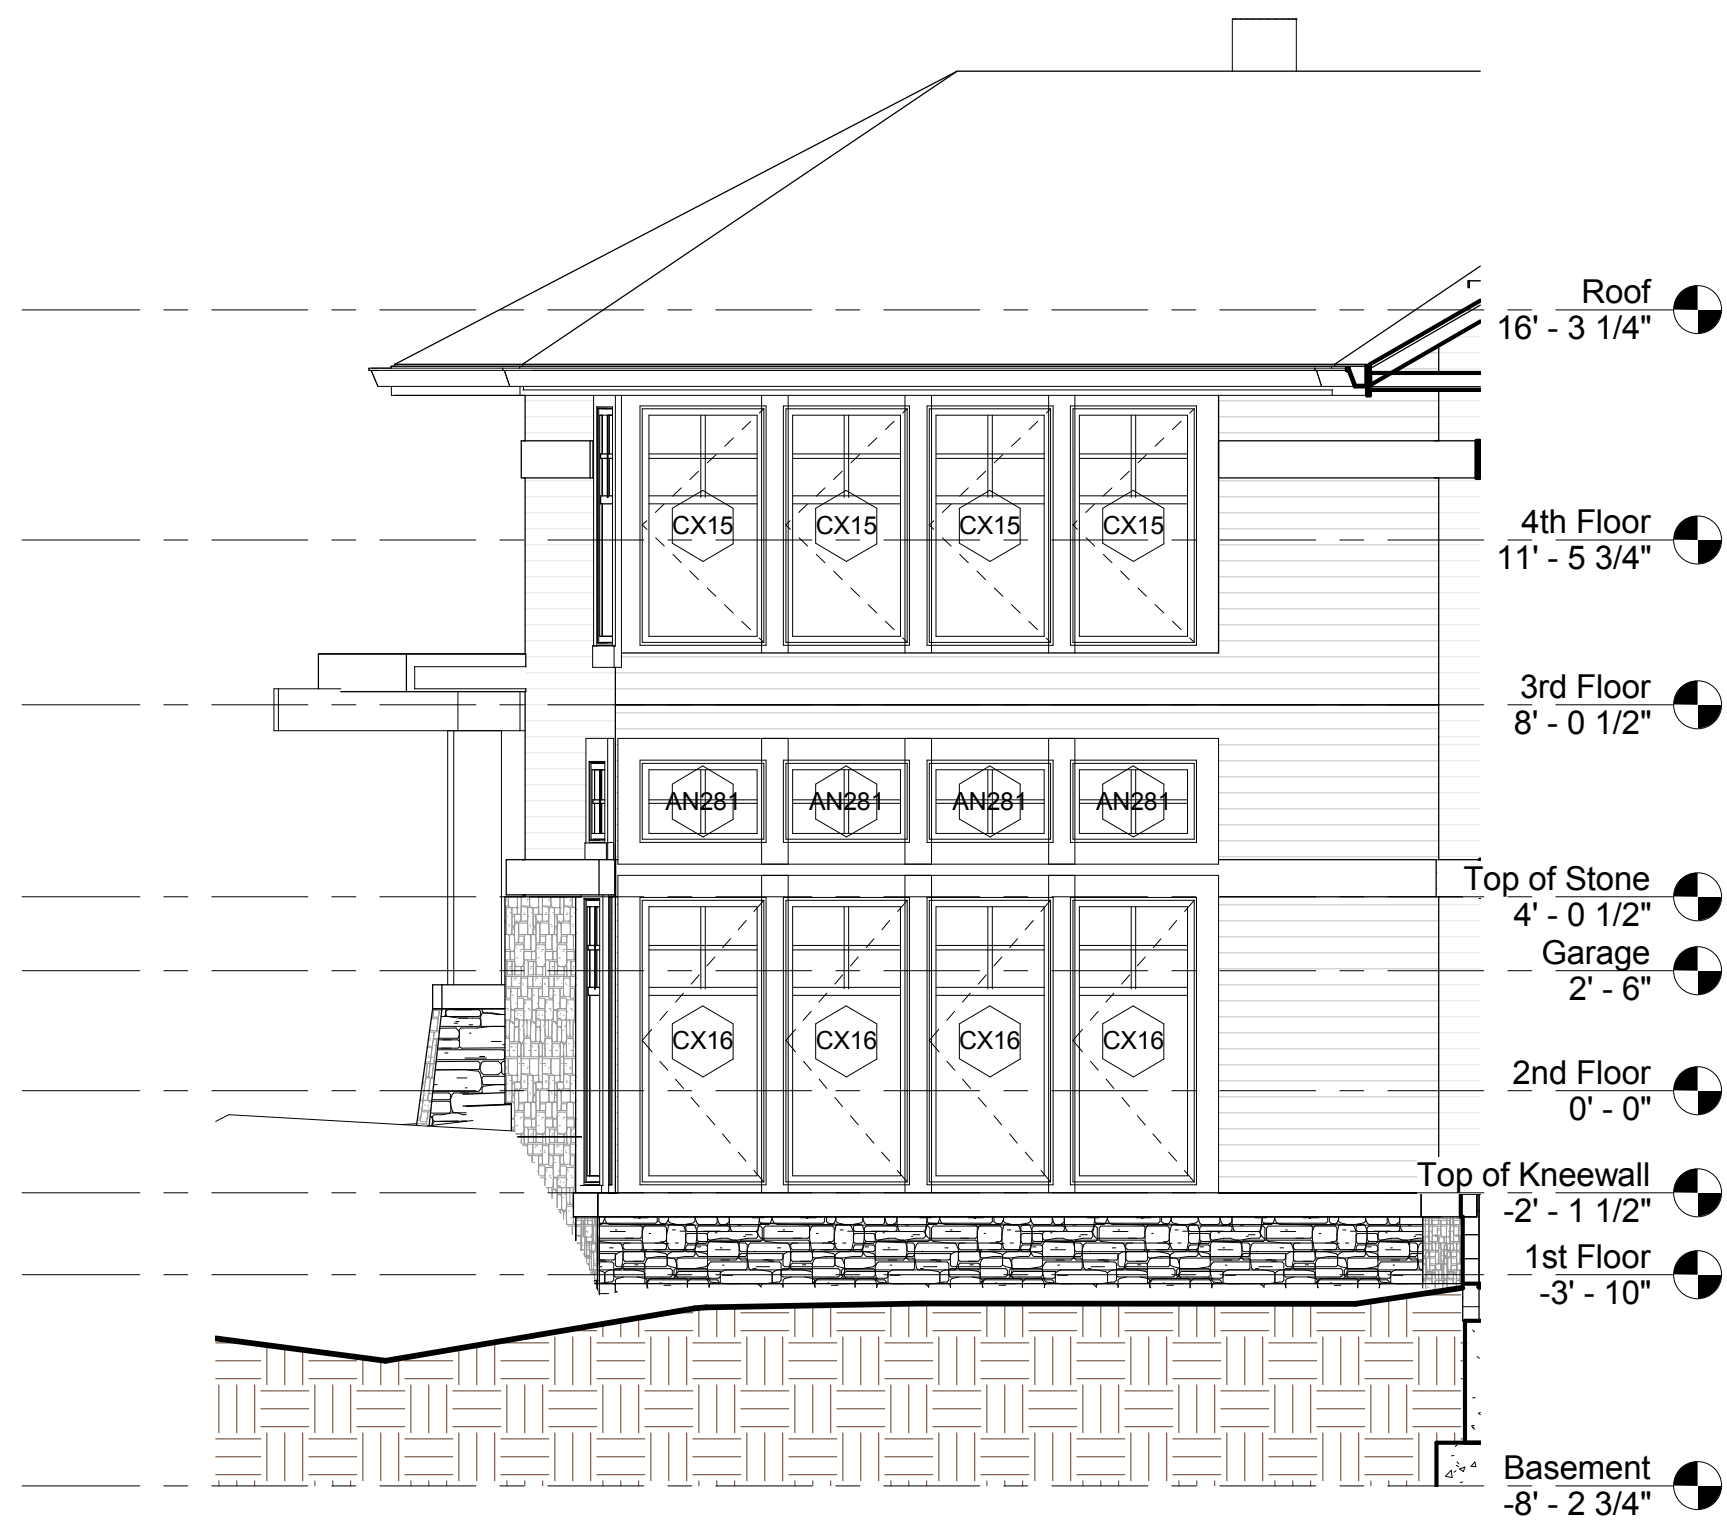 Roof
16' - 3 1/4"
CX15 CX15 CX15 CX15
4th Floor
11' - 5 3/4"
3rd Floor
8' - 0 1/2"
AN281 AN281 AN281 AN281
Top of Stone
4' - 0 1/2"
Garage
2' - 6"
CX16 CX16 CX16 CX16
2nd Floor
0' - 0"
Top of Kneewall
-2' - 1 1/2"
1st Floor
-3' - 10"
Basement
-8' - 2 3/4"